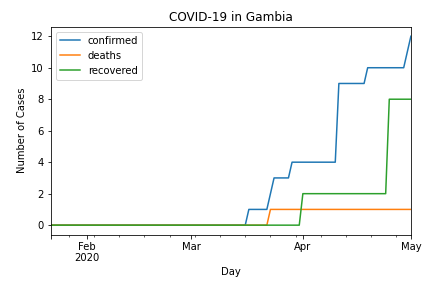 COVID-19 in Gambia
confirmed
deaths
recovered
Number of Cases
12
10
8
6
4
2
0
Feb Mar Apr May
2020
Day